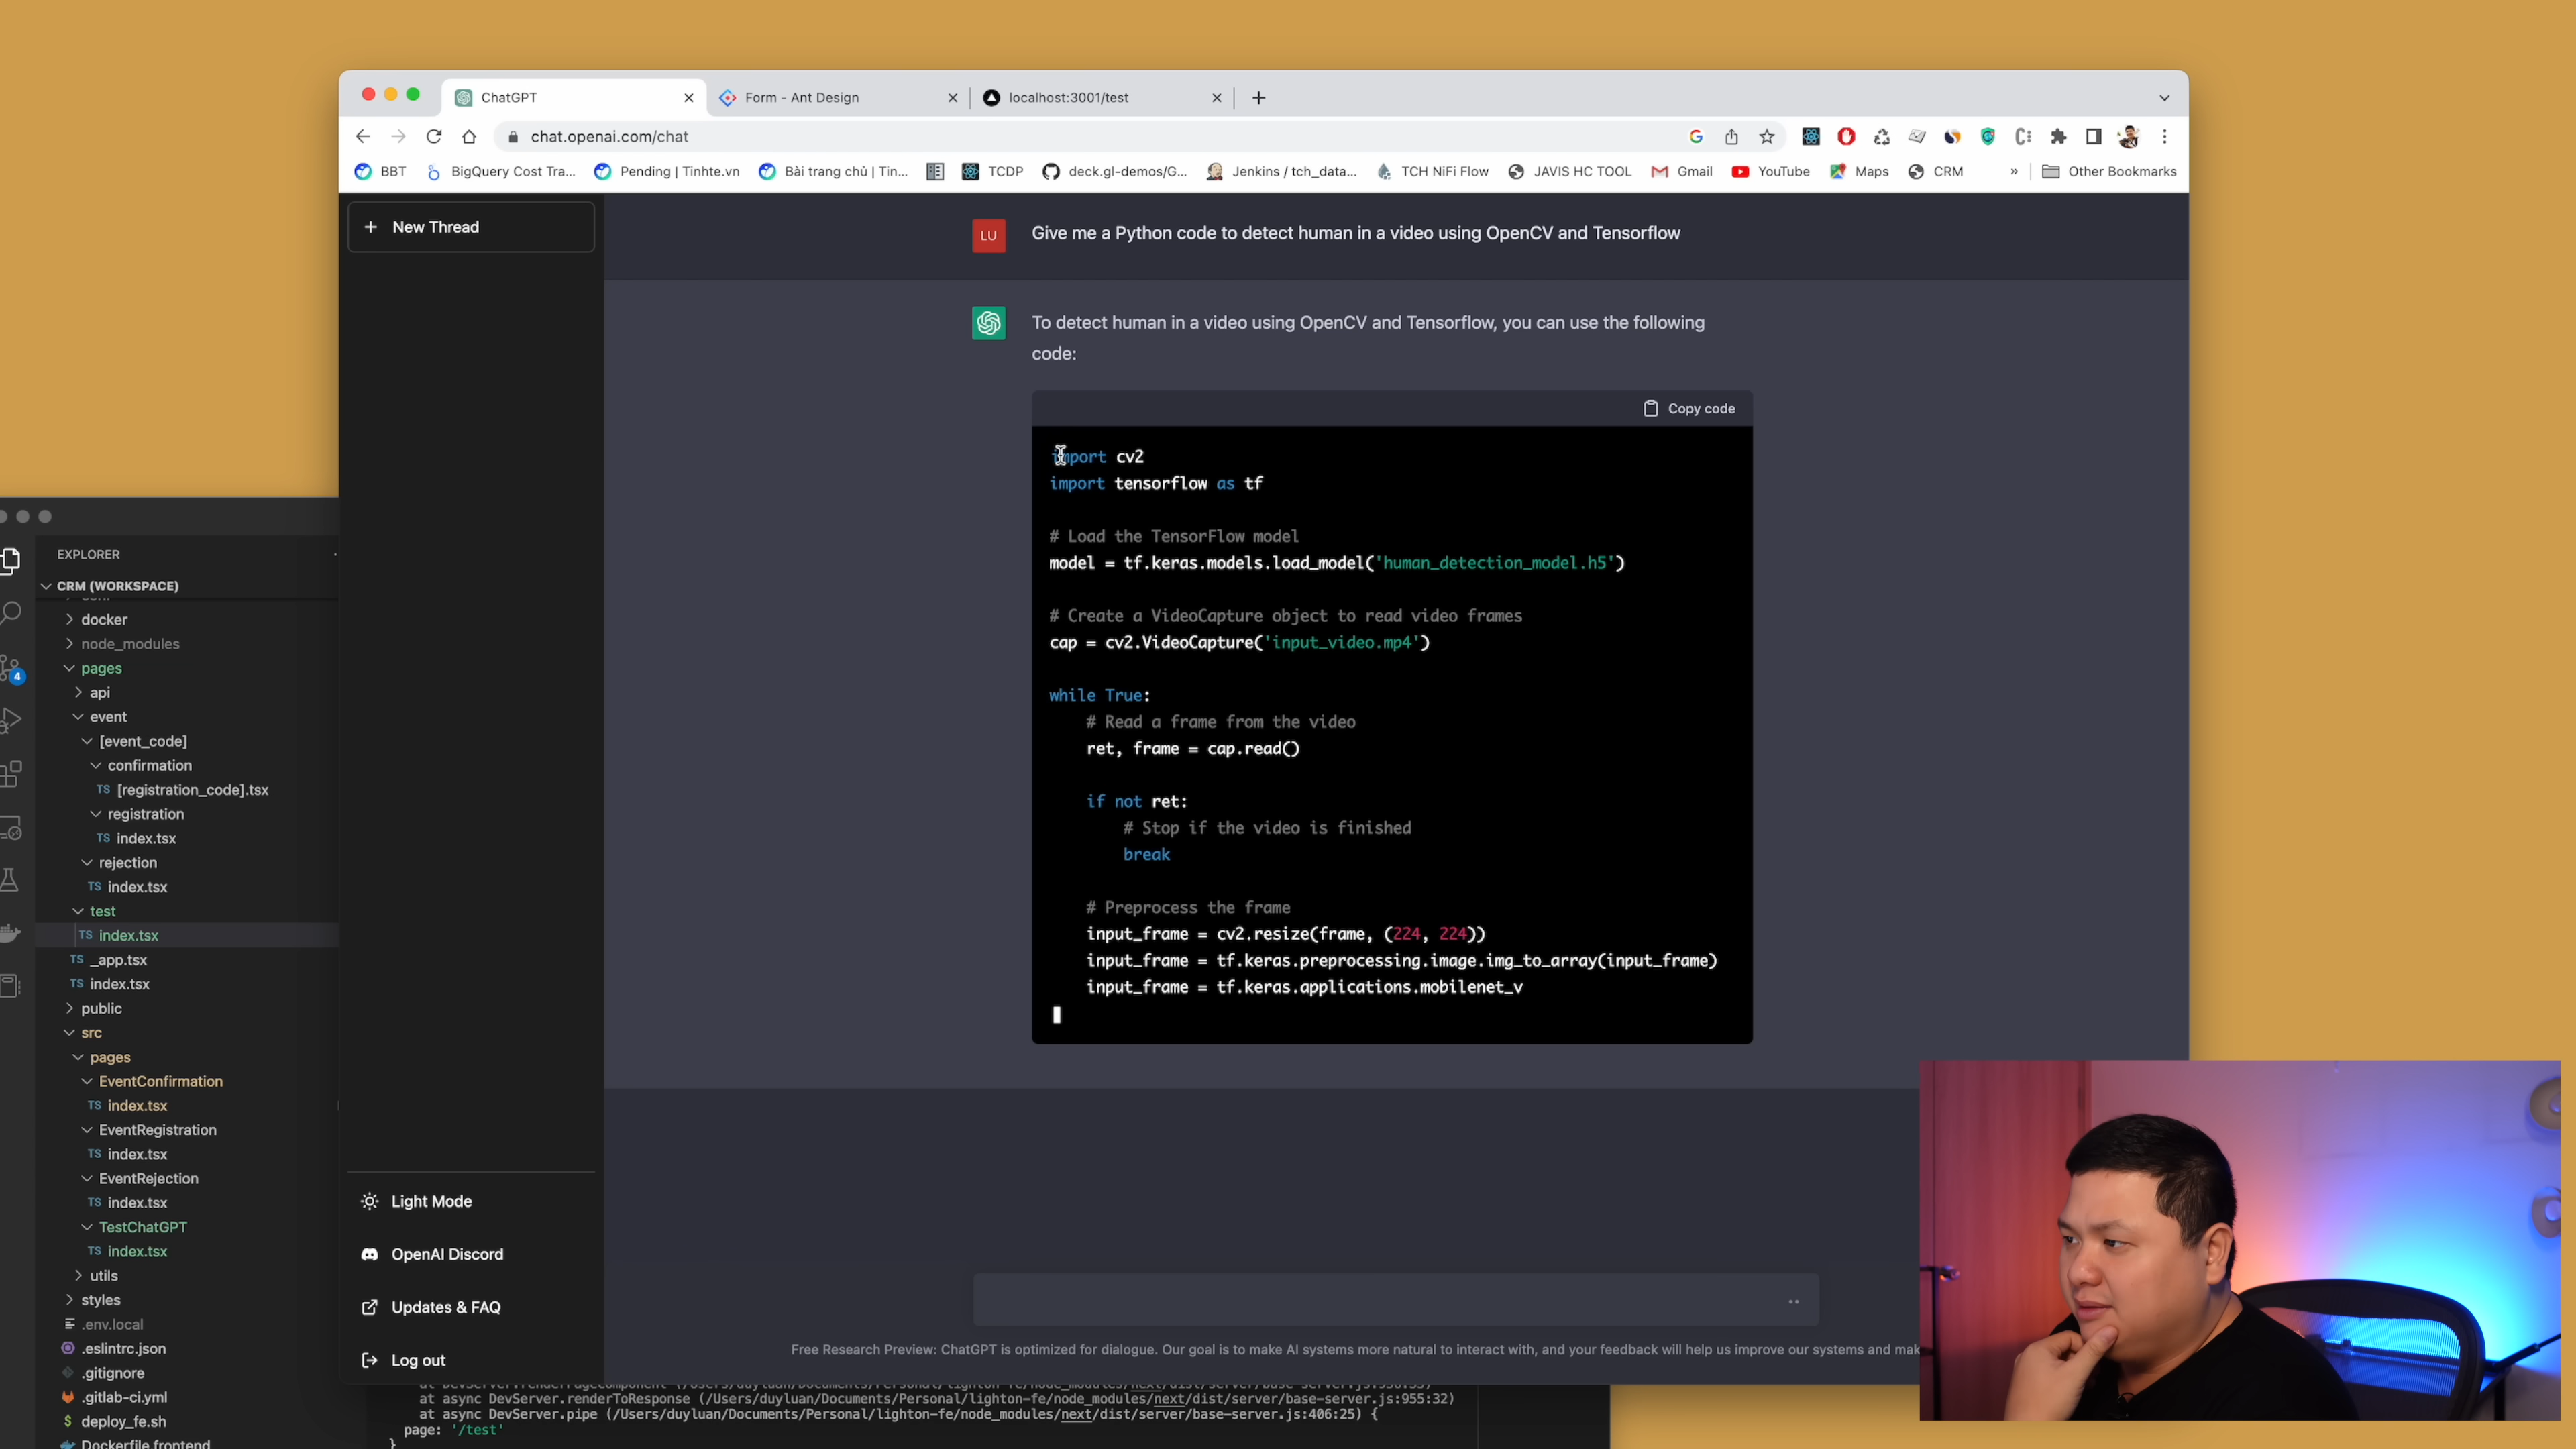 ChatGPT
Form - Ant Design
localhost:3001/test
chat.openai.com/chat
BBT
BigQuery Cost Tra...
Pending | Tinhte.vn
Bài trang chủ | Tin...
TCDP
deck.gl-demos/G...
Jenkins / tch_data...
TCH NiFi Flow
JAVIS HC TOOL
Gmail
YouTube
Maps
CRM
»
Other Bookmarks
New Thread
LU
Give me a Python code to detect human in a video using OpenCV and Tensorflow
To detect human in a video using OpenCV and Tensorflow, you can use the following
code:
Copy code
import cv2
import tensorflow as tf
# Load the TensorFlow model
model = tf.keras.models.load_model('human_detection_model.h5')
# Create a VideoCapture object to read video frames
cap = cv2.VideoCapture('input_video.mp4')
while True:
# Read a frame from the video
ret, frame = cap.read()
if not ret:
# Stop if the video is finished
break
# Preprocess the frame
input_frame = cv2.resize(frame, (224, 224))
input_frame = tf.keras.preprocessing.image.img_to_array(input_frame)
input_frame = tf.keras.applications.mobilenet_v
Light Mode
OpenAI Discord
Updates & FAQ
Log out
Free Research Preview: ChatGPT is optimized for dialogue. Our goal is to make AI systems more natural to interact with, and your feedback will help us improve our systems and mak
EXPLORER
CRM (WORKSPACE)
docker
node_modules
pages
4
api
event
[event_code]
confirmation
TS [registration_code].tsx
registration
TS index.tsx
rejection
TS index.tsx
test
TS index.tsx
TS _app.tsx
TS index.tsx
public
src
pages
EventConfirmation
TS index.tsx
EventRegistration
TS index.tsx
EventRejection
TS index.tsx
TestChatGPT
TS index.tsx
utils
styles
.env.local
.eslintrc.json
.gitignore
.gitlab-ci.yml
$ deploy_fe.sh
Dockerfile.frontend
at async DevServer.renderToResponse (/Users/duyluan/Documents/Personal/lighton-fe/node_modules/next/dist/server/base-server.js:955:32)
at async DevServer.pipe (/Users/duyluan/Documents/Personal/lighton-fe/node_modules/next/dist/server/base-server.js:406:25) {
page: '/test'
}